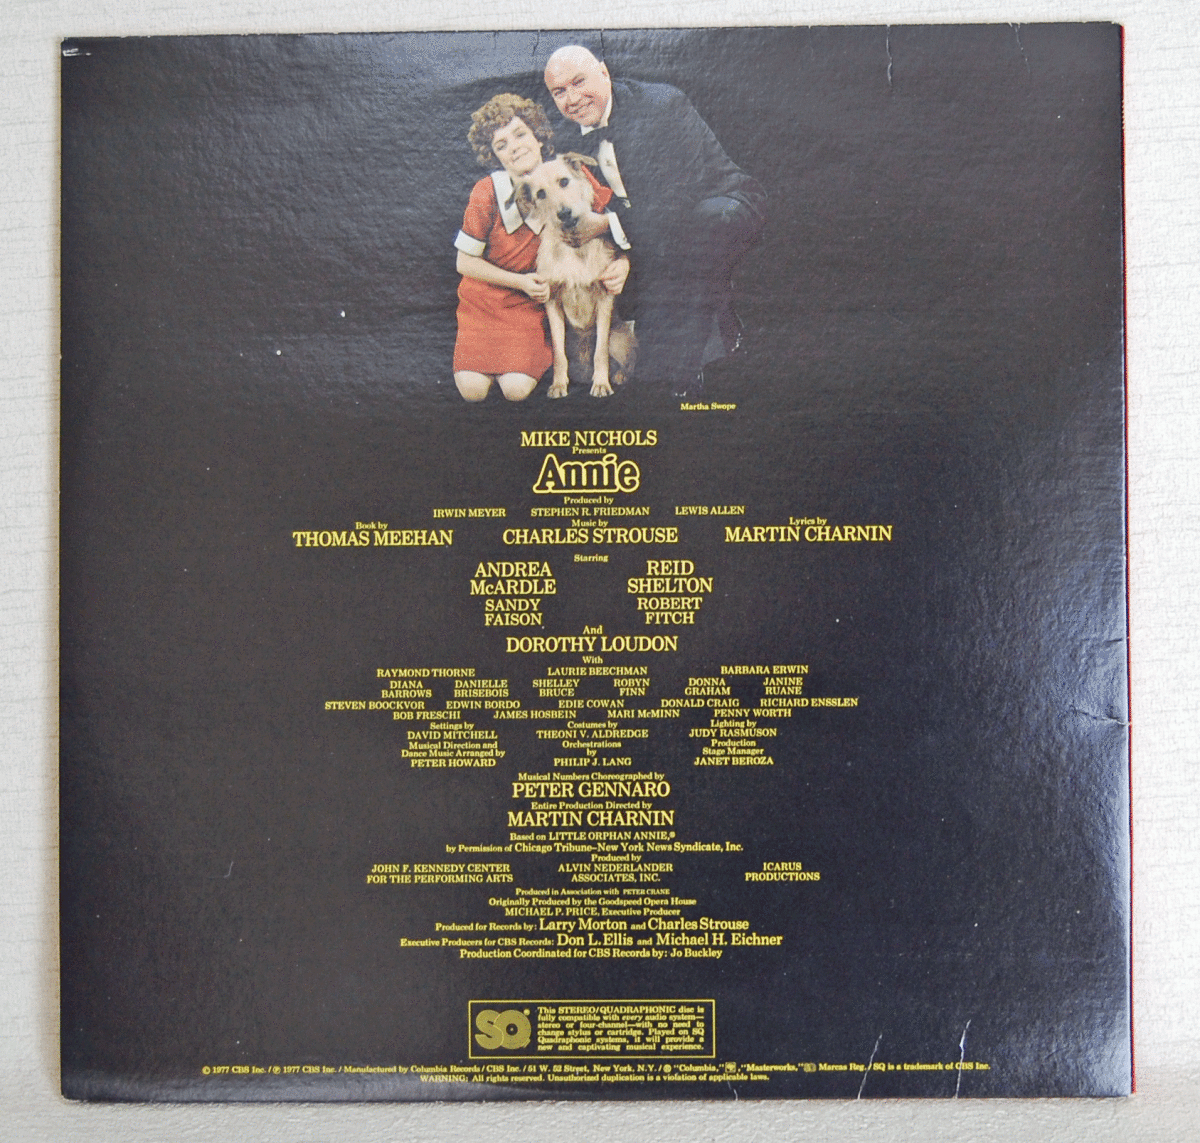 Martha Swope
MIKE NICHOLS
Presents
Annie
Produced by
IRWIN MEYER STEPHEN R. FRIEDMAN LEWIS ALLEN
Book by Music by Lyrics by
THOMAS MEEHAN CHARLES STROUSE MARTIN CHARNIN
Starring
ANDREA REID
McARDLE SHELTON
SANDY ROBERT
FAISON FITCH
And
DOROTHY LOUDON
With
RAYMOND THORNE LAURIE BEECHMAN BARBARA ERWIN
DIANA DANIELLE SHELLEY ROBYN DONNA JANINE
BARROWS BRISEBOIS BRUCE FINN GRAHAM RUANE
STEVEN BOOCKVOR EDWIN BORDO EDIE COWAN DONALD CRAIG RICHARD ENSSLEN
BOB FRESCHI JAMES HOSBEIN MARI McMINN PENNY WORTH
Settings by Costumes by Lighting by
DAVID MITCHELL THEONI V. ALDREDGE JUDY RASMUSON
Musical Direction and Orchestrations Production
Dance Music Arranged by by Stage Manager
PETER HOWARD PHILIP J. LANG JANET BEROZA
Musical Numbers Choreographed by
PETER GENNARO
Entire Production Directed by
MARTIN CHARNIN
Based on LITTLE ORPHAN ANNIE,®
by Permission of Chicago Tribune–New York News Syndicate, Inc.
Produced by
JOHN F. KENNEDY CENTER ALVIN NEDERLANDER ICARUS
FOR THE PERFORMING ARTS ASSOCIATES, INC. PRODUCTIONS
Produced in Association with PETER CRANE
Originally Produced by the Goodspeed Opera House
MICHAEL P. PRICE, Executive Producer
Produced for Records by: Larry Morton and Charles Strouse
Executive Producers for CBS Records: Don L. Ellis and Michael H. Eichner
Production Coordinated for CBS Records by: Jo Buckley
SQ®
This STEREO/QUADRAPHONIC disc is
fully compatible with every audio system—
stereo or four-channel—with no need to
change stylus or cartridge. Played on SQ
Quadraphonic systems, it will provide a
new and captivating musical experience.
© 1977 CBS Inc. / ℗ 1977 CBS Inc. / Manufactured by Columbia Records / CBS Inc. / 51 W. 52 Street, New York, N.Y. / ® "Columbia," "Masterworks," Marcas Reg. / SQ is a trademark of CBS Inc.
WARNING: All rights reserved. Unauthorized duplication is a violation of applicable laws.